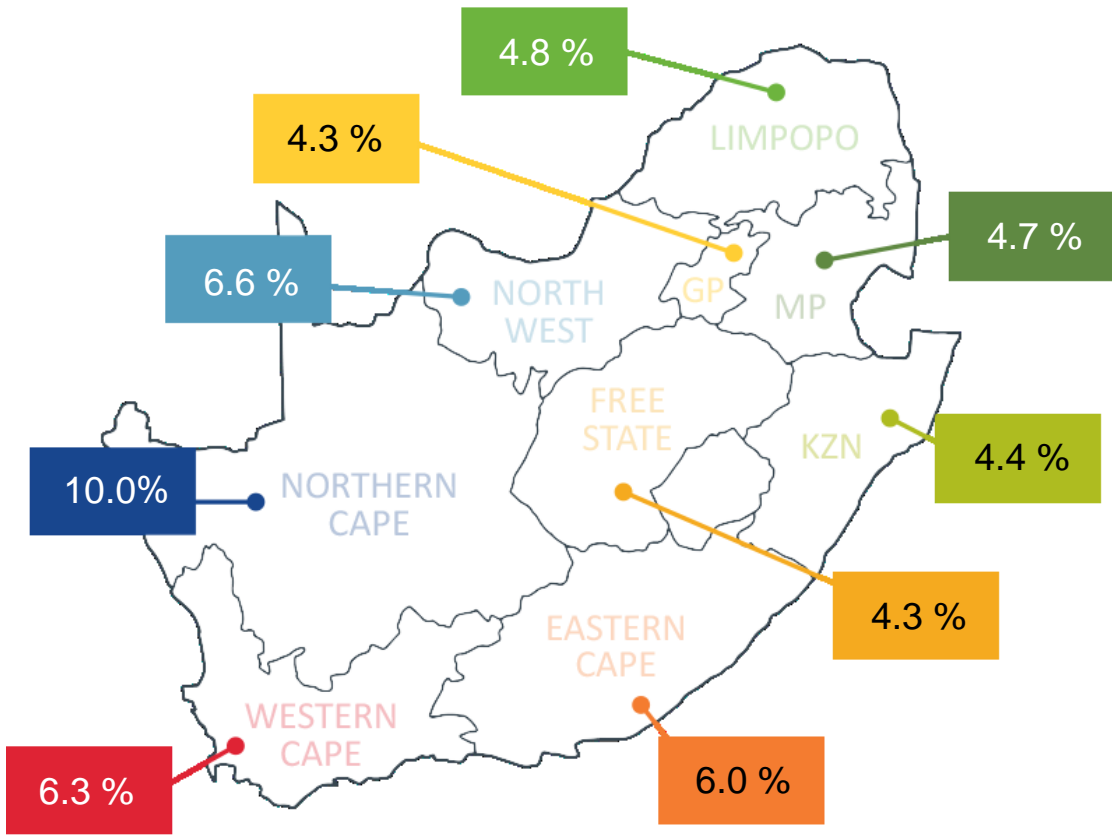 4.8 %
4.3 %
LIMPOPO
4.7 %
6.6 %
NORTH
WEST
GP
MP
FREE
STATE
KZN
4.4 %
10.0%
NORTHERN
CAPE
4.3 %
EASTERN
CAPE
WESTERN
CAPE
6.3 %
6.0 %